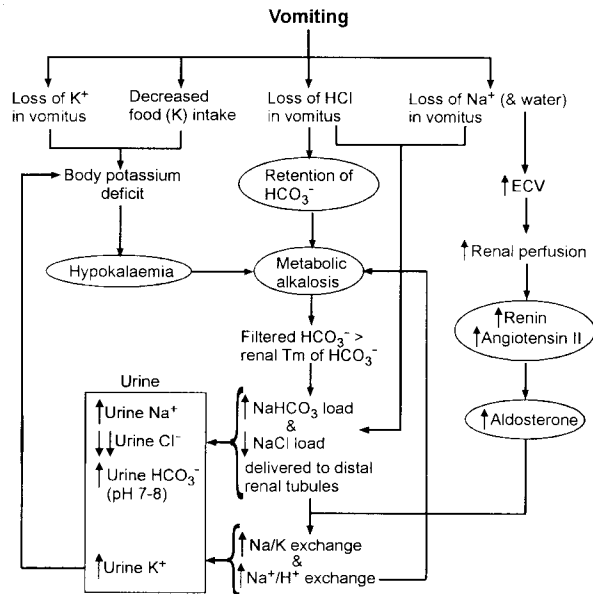 Vomiting
Loss of K⁺
in vomitus
Decreased
food (K) intake
Loss of HCl
in vomitus
Loss of Na⁺ (& water)
in vomitus
Body potassium
deficit
Retention of
HCO₃⁻
↑ECV
Hypokalaemia
Metabolic
alkalosis
↑Renal perfusion
Filtered HCO₃⁻ >
renal Tm of HCO₃⁻
↑Renin
↑Angiotensin II
Urine
↑Urine Na⁺
↓↓Urine Cl⁻
↑Urine HCO₃⁻
(pH 7-8)
↑Urine K⁺
↑NaHCO₃ load
&
↓NaCl load
delivered to distal
renal tubules
↑Aldosterone
↑Na/K exchange
&
↑Na⁺/H⁺ exchange